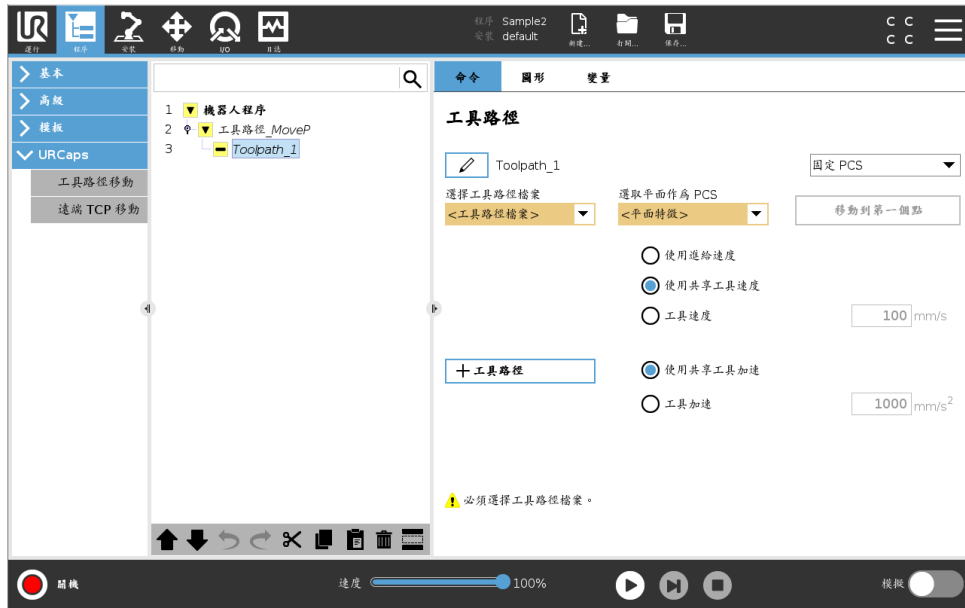 UR
運行
程序
安裝
移動
I/O
日誌
程序 Sample2
安裝 default
新建...
打開...
保存...
C C
C C
基本
高級
模板
URCaps
工具路徑移動
遠端 TCP 移動
1 機器人程序
2 工具路徑_MoveP
3 Toolpath_1
命令 圖形 變量
工具路徑
Toolpath_1
固定 PCS
選擇工具路徑檔案
選取平面作為 PCS
<工具路徑檔案>
<平面特徵>
移動到第一個點
使用進給速度
使用共享工具速度
工具速度
100 mm/s
工具路徑
使用共享工具加速
工具加速
1000 mm/s²
必須選擇工具路徑檔案。
關機
速度 100%
模擬